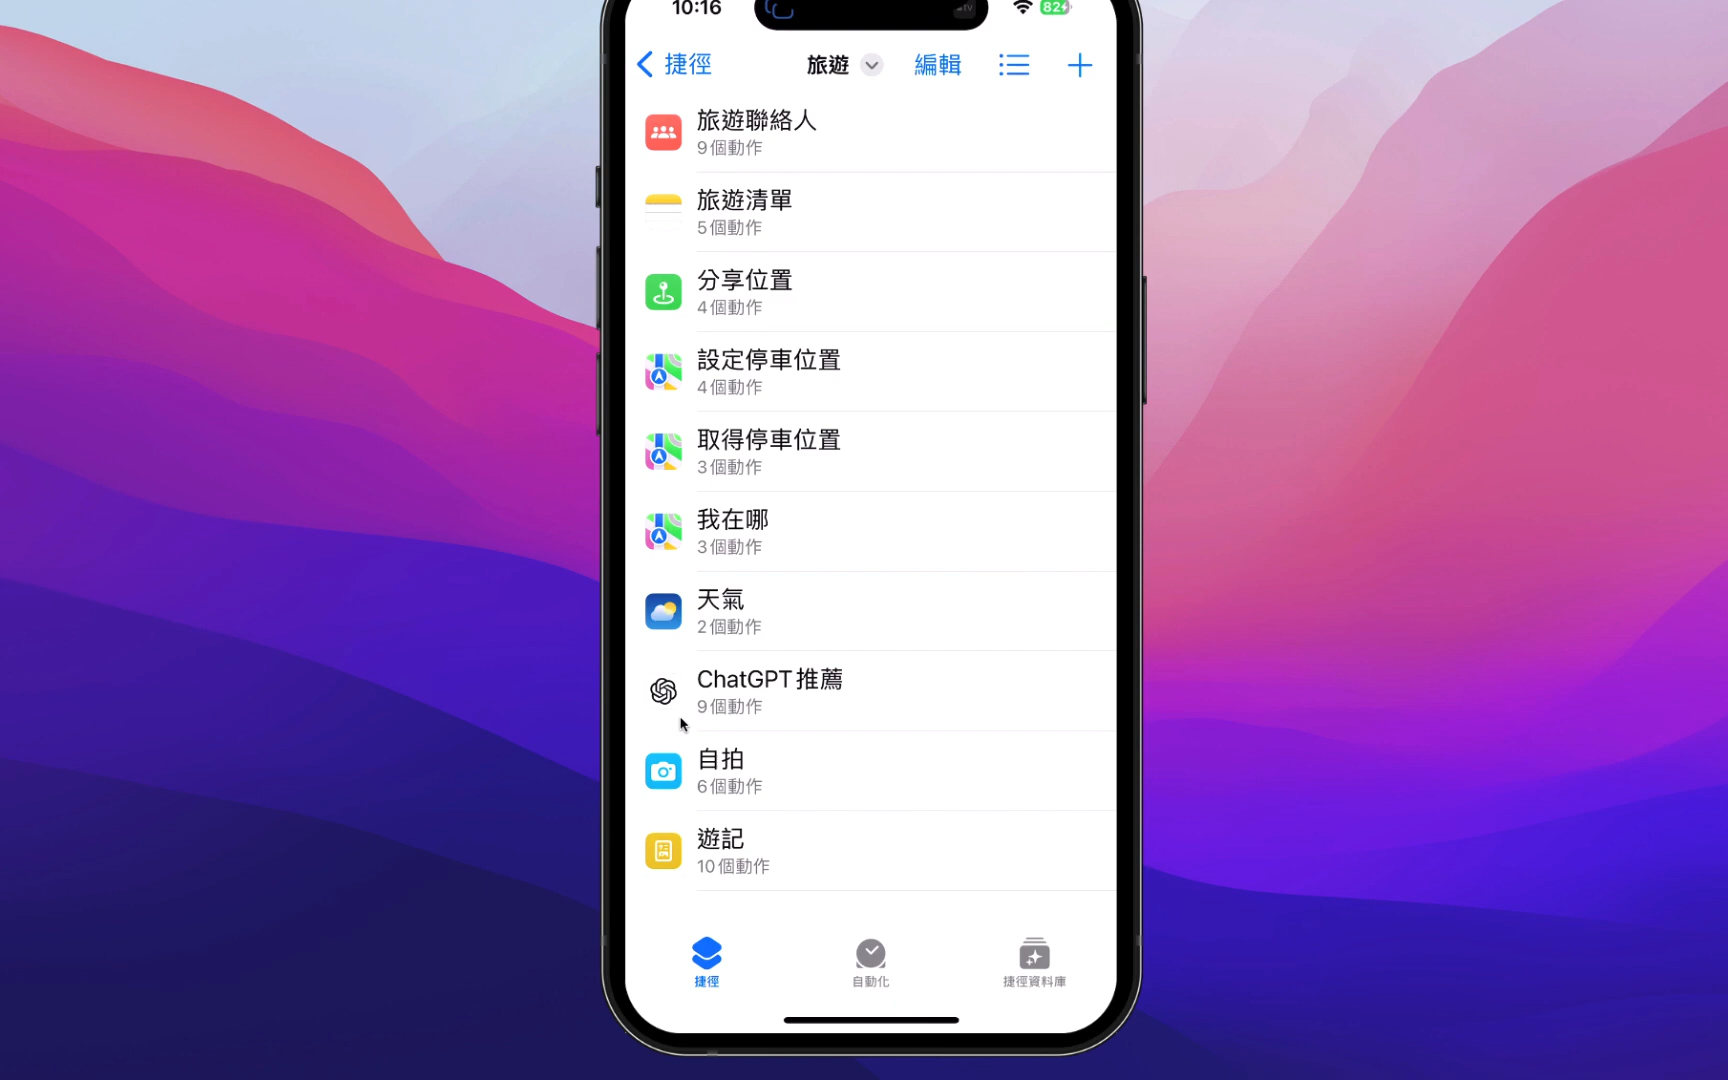 10:16
82
捷徑
旅遊
編輯
旅遊聯絡人
9個動作
旅遊清單
5個動作
分享位置
4個動作
設定停車位置
4個動作
取得停車位置
3個動作
我在哪
3個動作
天氣
2個動作
ChatGPT推薦
9個動作
自拍
6個動作
遊記
10個動作
捷徑
自動化
捷徑資料庫